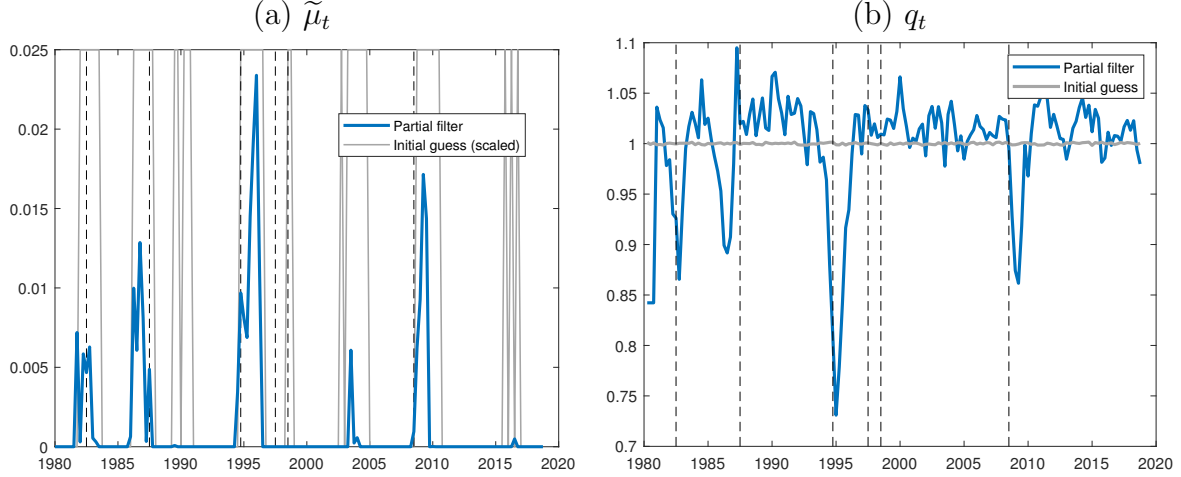 (a) μ̃ₜ
0.025
0.02
0.015
0.01
0.005
0
1980 1985 1990 1995 2000 2005 2010 2015 2020
Partial filter
Initial guess (scaled)
(b) qₜ
1.1
1.05
1
0.95
0.9
0.85
0.8
0.75
0.7
1980 1985 1990 1995 2000 2005 2010 2015 2020
Partial filter
Initial guess